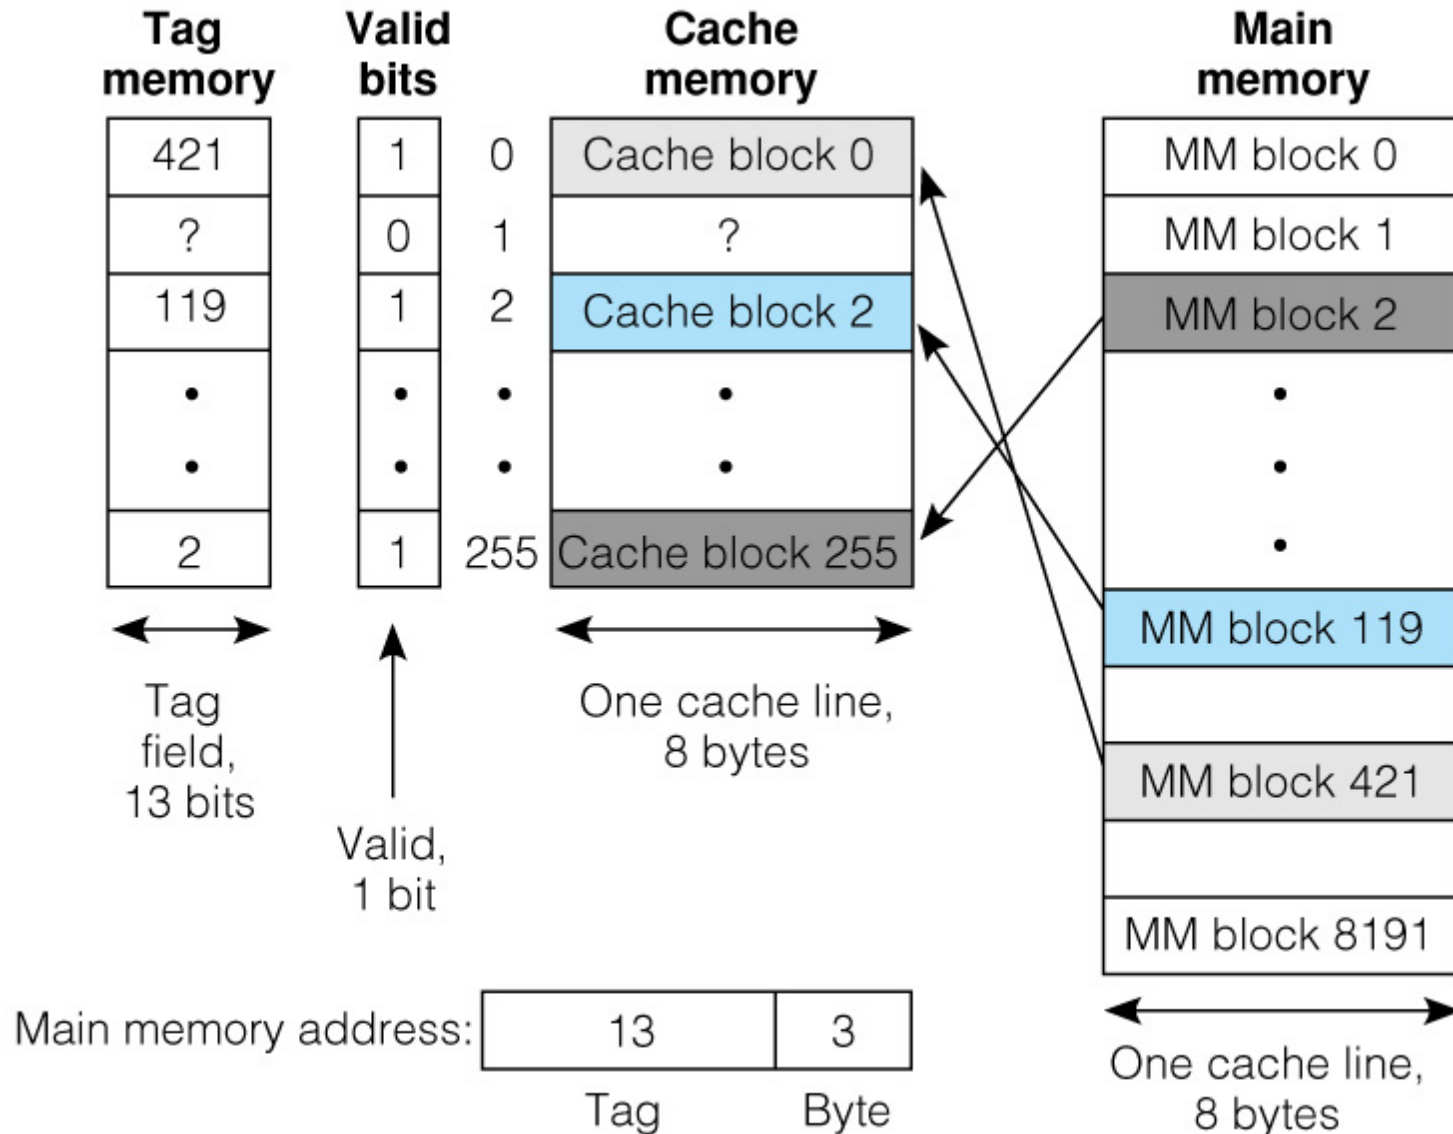 Tag
memory
Valid
bits
Cache
memory
Main
memory
421
1
0
Cache block 0
MM block 0
?
0
1
?
MM block 1
119
1
2
Cache block 2
MM block 2
2
1
255
Cache block 255
MM block 119
MM block 421
MM block 8191
Tag
field,
13 bits
Valid,
1 bit
One cache line,
8 bytes
Main memory address:
13
3
Tag
Byte
One cache line,
8 bytes